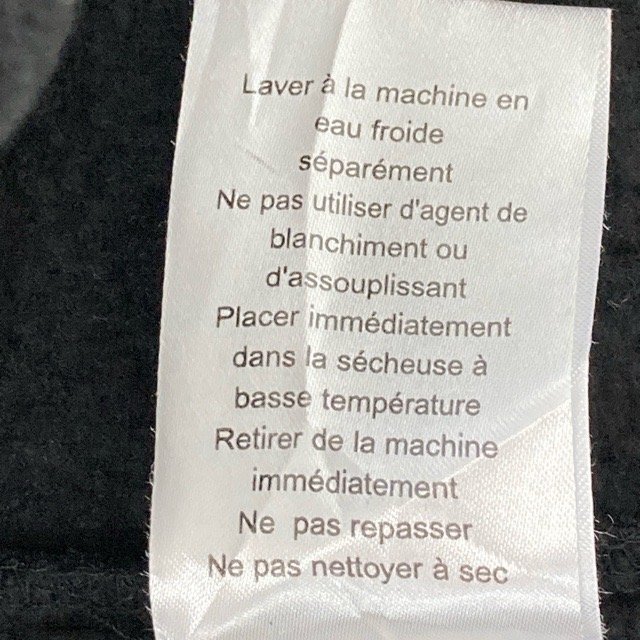 Laver à la machine en
eau froide
séparément
Ne pas utiliser d'agent de
blanchiment ou
d'assouplissant
Placer immédiatement
dans la sécheuse à
basse température
Retirer de la machine
immédiatement
Ne pas repasser
Ne pas nettoyer à sec